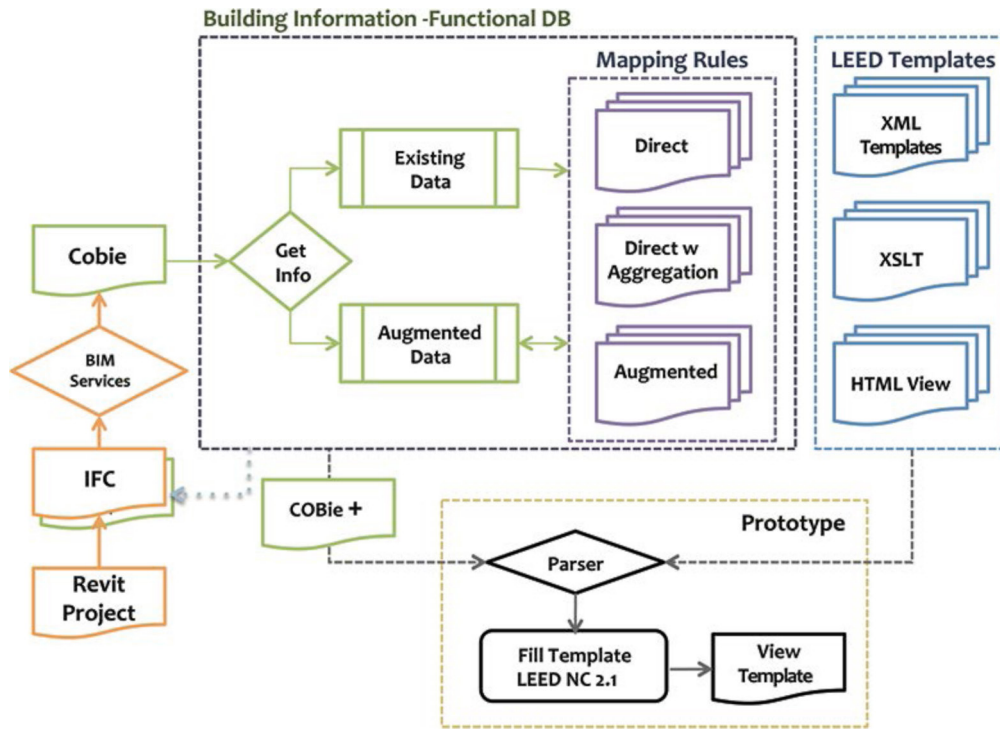 Building Information -Functional DB
Mapping Rules
LEED Templates
Existing
Data
Direct
XML
Templates
Cobie
Get
Info
Direct w
Aggregation
XSLT
BIM
Services
Augmented
Data
Augmented
HTML View
IFC
COBie +
Prototype
Revit
Project
Parser
Fill Template
LEED NC 2.1
View
Template